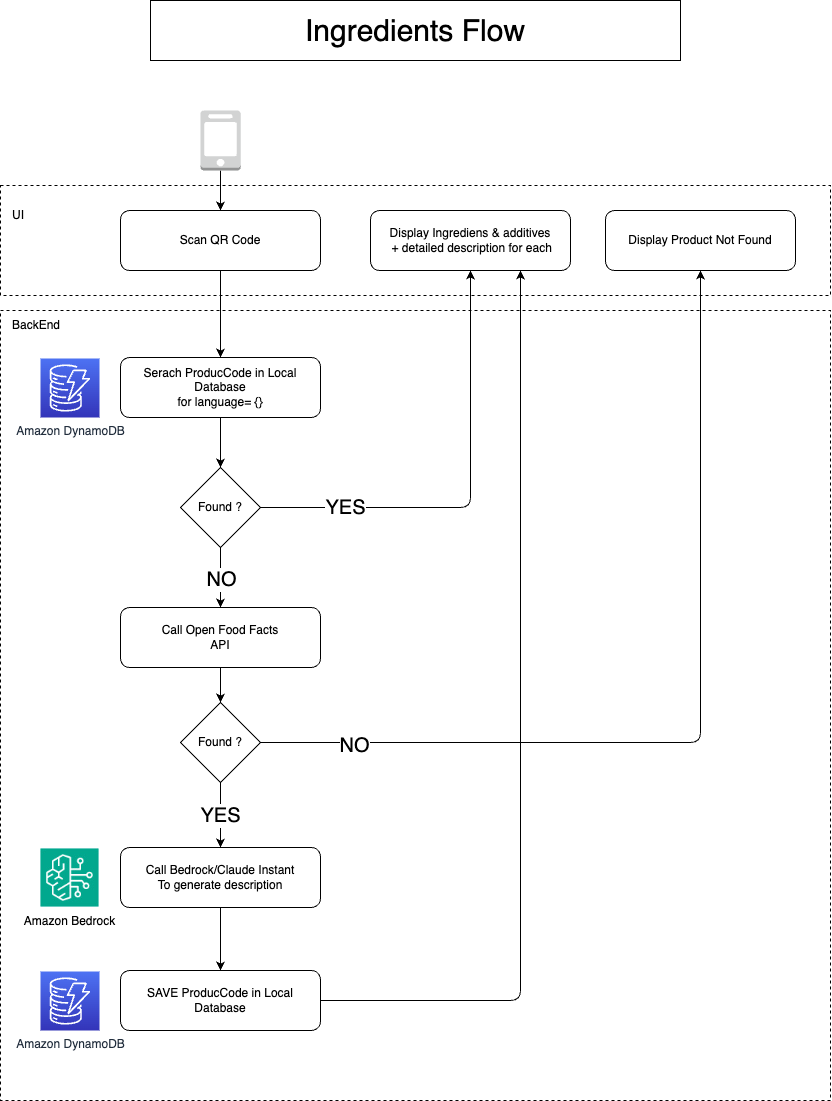 Ingredients Flow
UI
Scan QR Code
Display Ingrediens & additives
+ detailed description for each
Display Product Not Found
BackEnd
Serach ProducCode in Local
Database
for language= {}
Amazon DynamoDB
Found ?
YES
NO
Call Open Food Facts
API
Found ?
NO
YES
Call Bedrock/Claude Instant
To generate description
Amazon Bedrock
SAVE ProducCode in Local
Database
Amazon DynamoDB